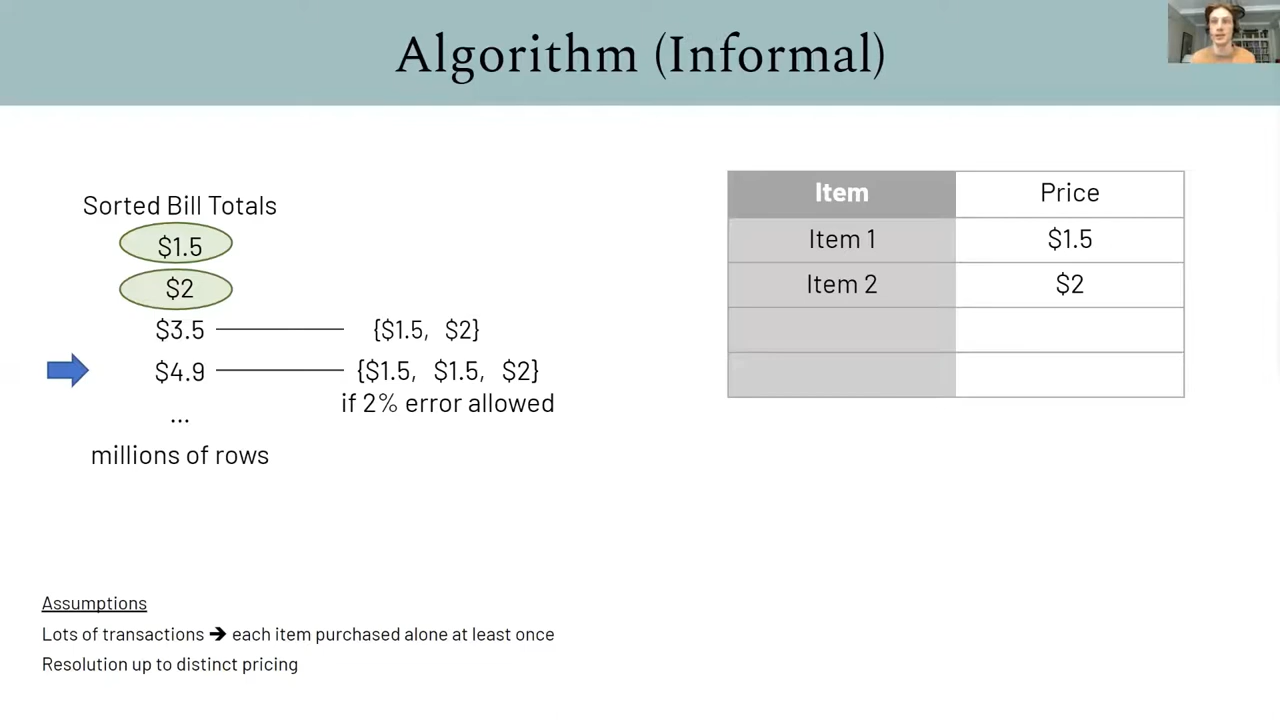 Algorithm (Informal)
Sorted Bill Totals
$1.5
$2
$3.5 {$1.5, $2}
$4.9 {$1.5, $1.5, $2}
if 2% error allowed
...
millions of rows
Item Price
Item 1 $1.5
Item 2 $2
Assumptions
Lots of transactions ➔ each item purchased alone at least once
Resolution up to distinct pricing